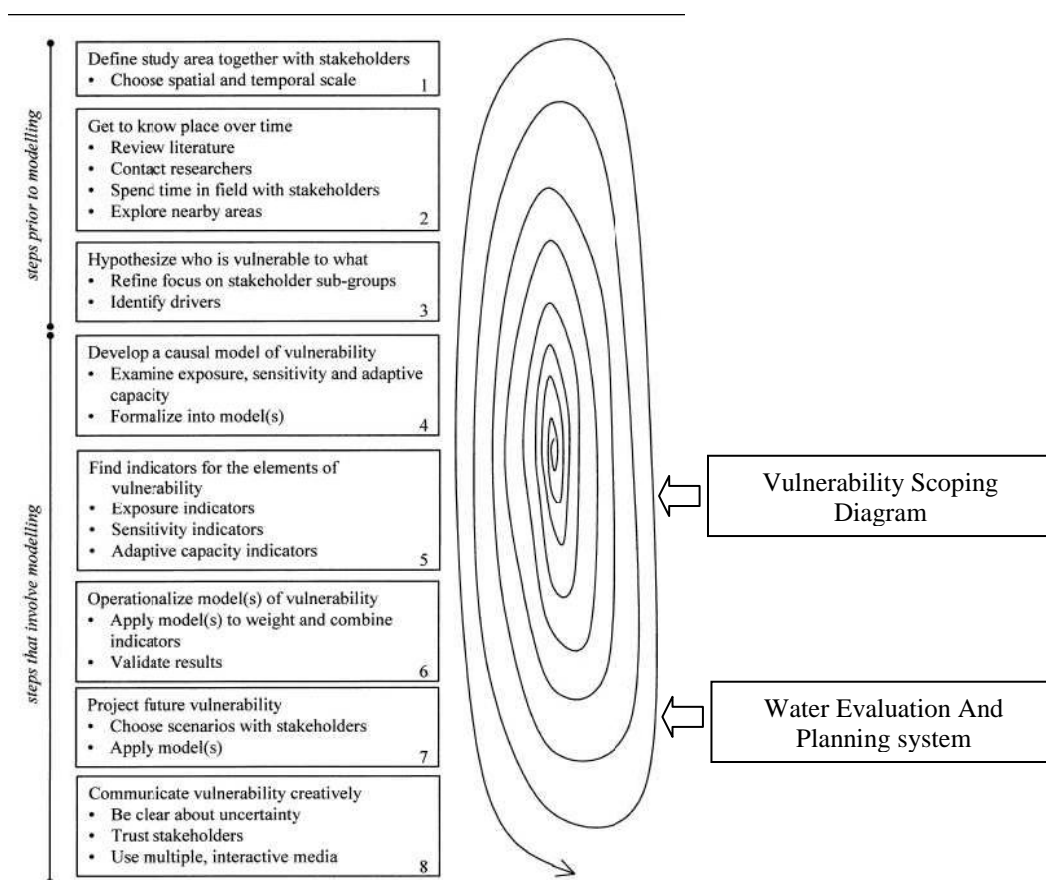 steps prior to modelling
Define study area together with stakeholders
• Choose spatial and temporal scale
1
Get to know place over time
• Review literature
• Contact researchers
• Spend time in field with stakeholders
• Explore nearby areas
2
Hypothesize who is vulnerable to what
• Refine focus on stakeholder sub-groups
• Identify drivers
3
steps that involve modelling
Develop a causal model of vulnerability
• Examine exposure, sensitivity and adaptive
capacity
• Formalize into model(s)
4
Find indicators for the elements of
vulnerability
• Exposure indicators
• Sensitivity indicators
• Adaptive capacity indicators
5
Operationalize model(s) of vulnerability
• Apply model(s) to weight and combine
indicators
• Validate results
6
Project future vulnerability
• Choose scenarios with stakeholders
• Apply model(s)
7
Communicate vulnerability creatively
• Be clear about uncertainty
• Trust stakeholders
• Use multiple, interactive media
8
Vulnerability Scoping
Diagram
Water Evaluation And
Planning system